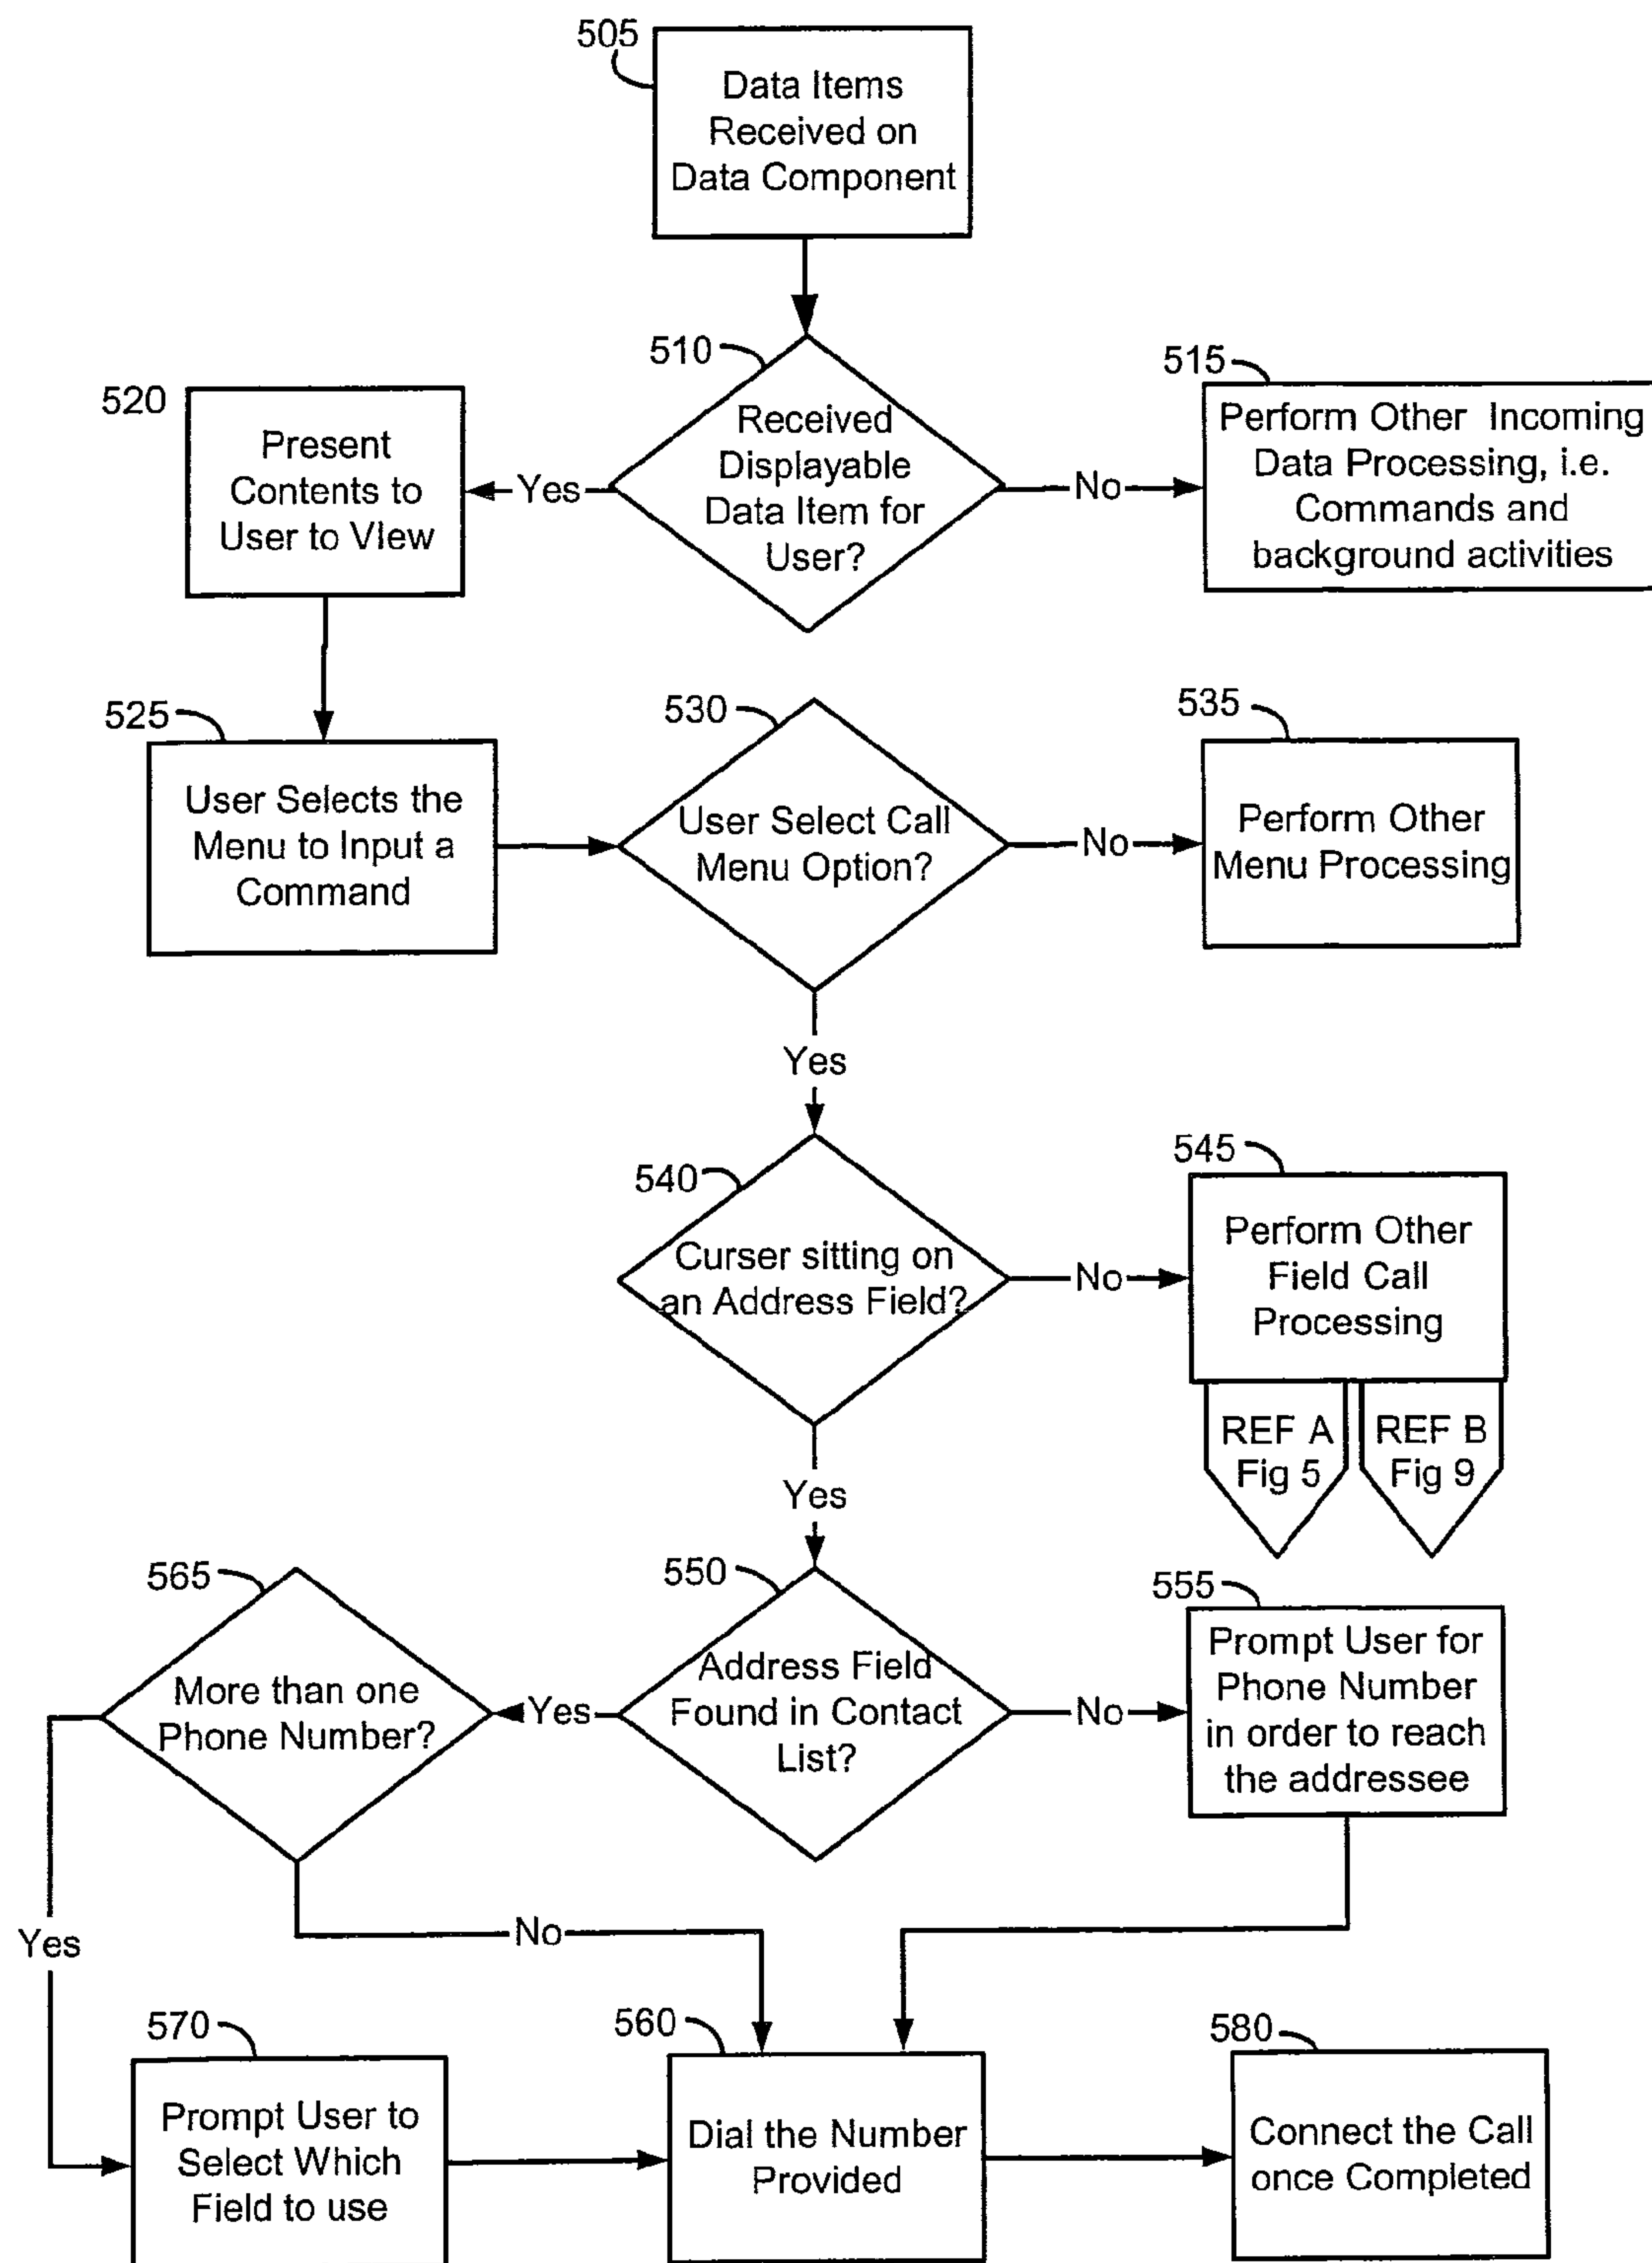 505
Data Items
Received on
Data Component
510
Received
Displayable
Data Item for
User?
Yes
No
515
Perform Other Incoming
Data Processing, i.e.
Commands and
background activities
520
Present
Contents to
User to VIew
525
User Selects the
Menu to Input a
Command
530
User Select Call
Menu Option?
No
535
Perform Other
Menu Processing
Yes
540
Curser sitting on
an Address Field?
No
545
Perform Other
Field Call
Processing
REF A
Fig 5
REF B
Fig 9
Yes
550
Address Field
Found in Contact
List?
Yes
No
555
Prompt User for
Phone Number
in order to reach
the addressee
565
More than one
Phone Number?
Yes
No
570
Prompt User to
Select Which
Field to use
560
Dial the Number
Provided
580
Connect the Call
once Completed